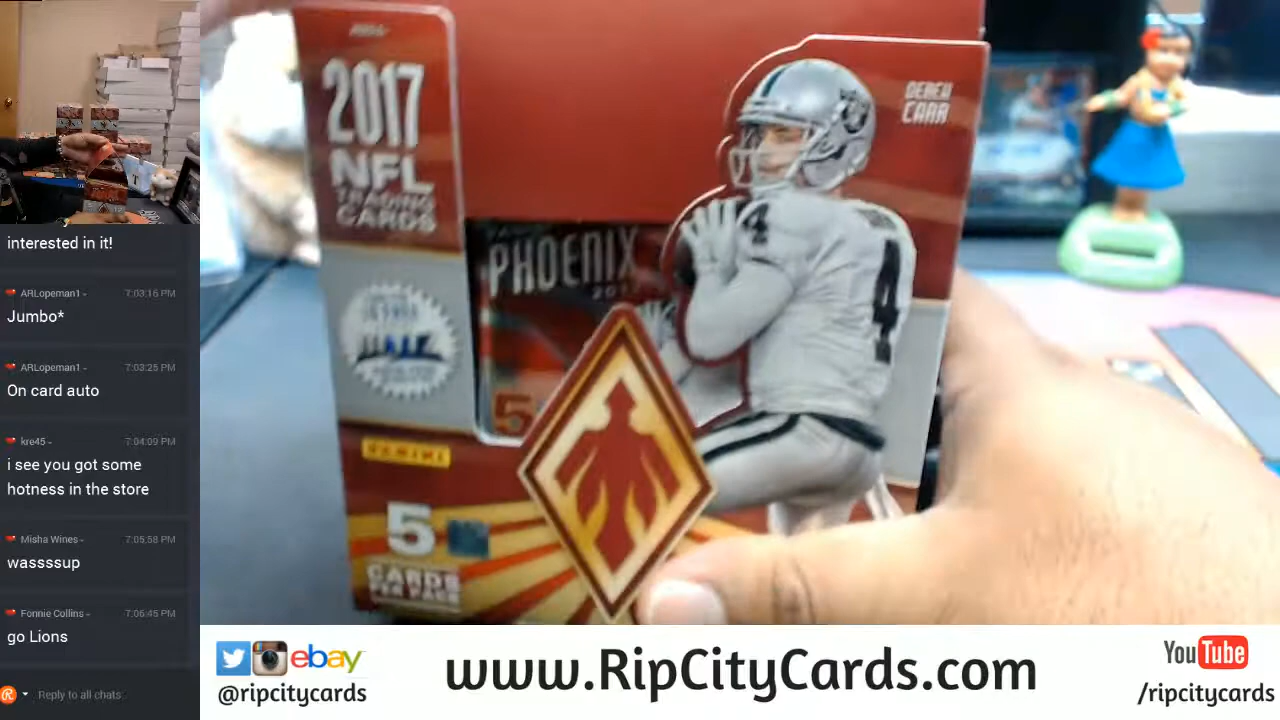 interested in it!
ARLopeman1
7:03:16 PM
Jumbo*
ARLopeman1
7:03:25 PM
On card auto
kre45
7:04:09 PM
i see you got some
hotness in the store
Misha Wines
7:05:58 PM
wassssup
Fonnie Collins
7:06:45 PM
go Lions
Reply to all chats.
2017
NFL
TRADING
CARDS
DEREK
CARR
PHOENIX
4
4
5
PANINI
5
CARDS
PER PACK
ebay
@ripcitycards
www.RipCityCards.com
YouTube
/ripcitycards